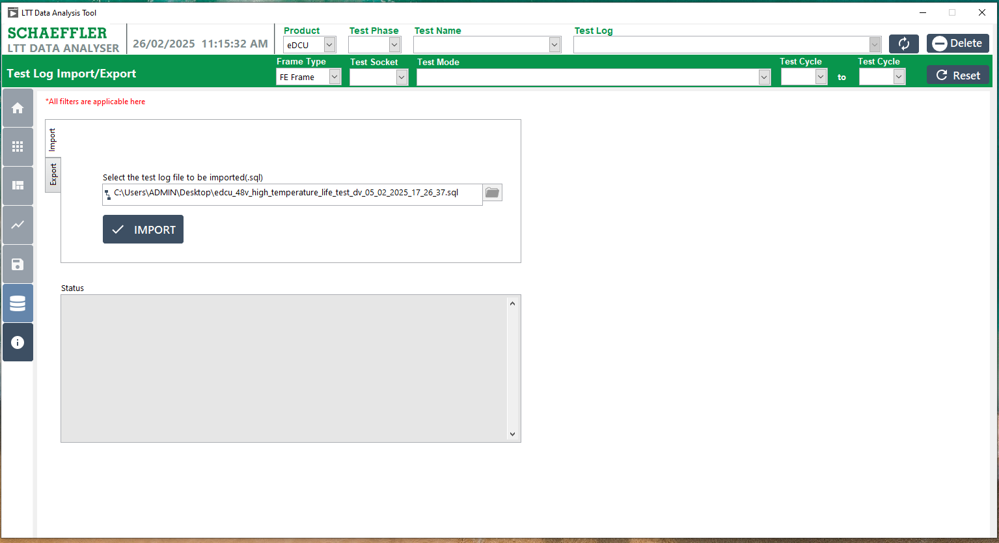 LTT Data Analysis Tool
SCHAEFFLER
LTT DATA ANALYSER
26/02/2025 11:15:32 AM
Product
eDCU
Test Phase
Test Name
Test Log
Delete
Test Log Import/Export
Frame Type
FE Frame
Test Socket
Test Mode
Test Cycle
to
Test Cycle
Reset
*All filters are applicable here
Import
Export
Select the test log file to be imported(.sql)
C:\Users\ADMIN\Desktop\edcu_48v_high_temperature_life_test_dv_05_02_2025_17_26_37.sql
IMPORT
Status